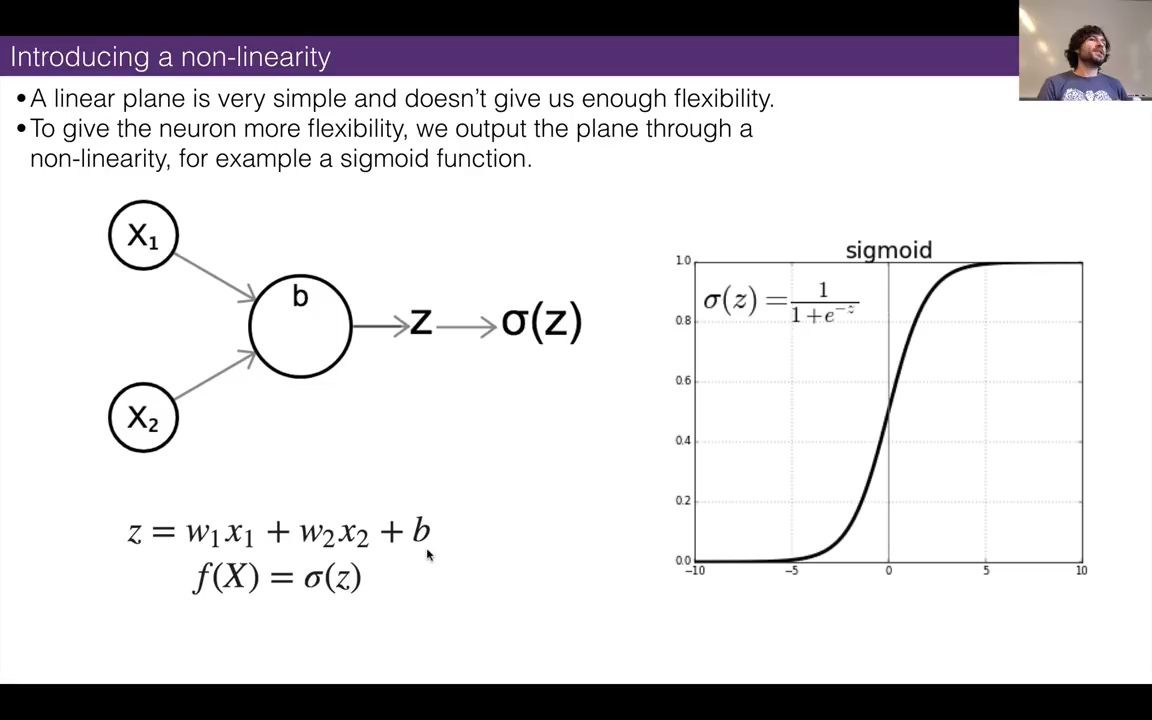 Introducing a non-linearity
•A linear plane is very simple and doesn't give us enough flexibility.
•To give the neuron more flexibility, we output the plane through a
non-linearity, for example a sigmoid function.
X₁
b
z
σ(z)
X₂
z = w₁x₁ + w₂x₂ + b
f(X) = σ(z)
sigmoid
σ(z) = 1/(1+e^{-z})
1.0
0.8
0.6
0.4
0.2
0.0
−10 −5 0 5 10